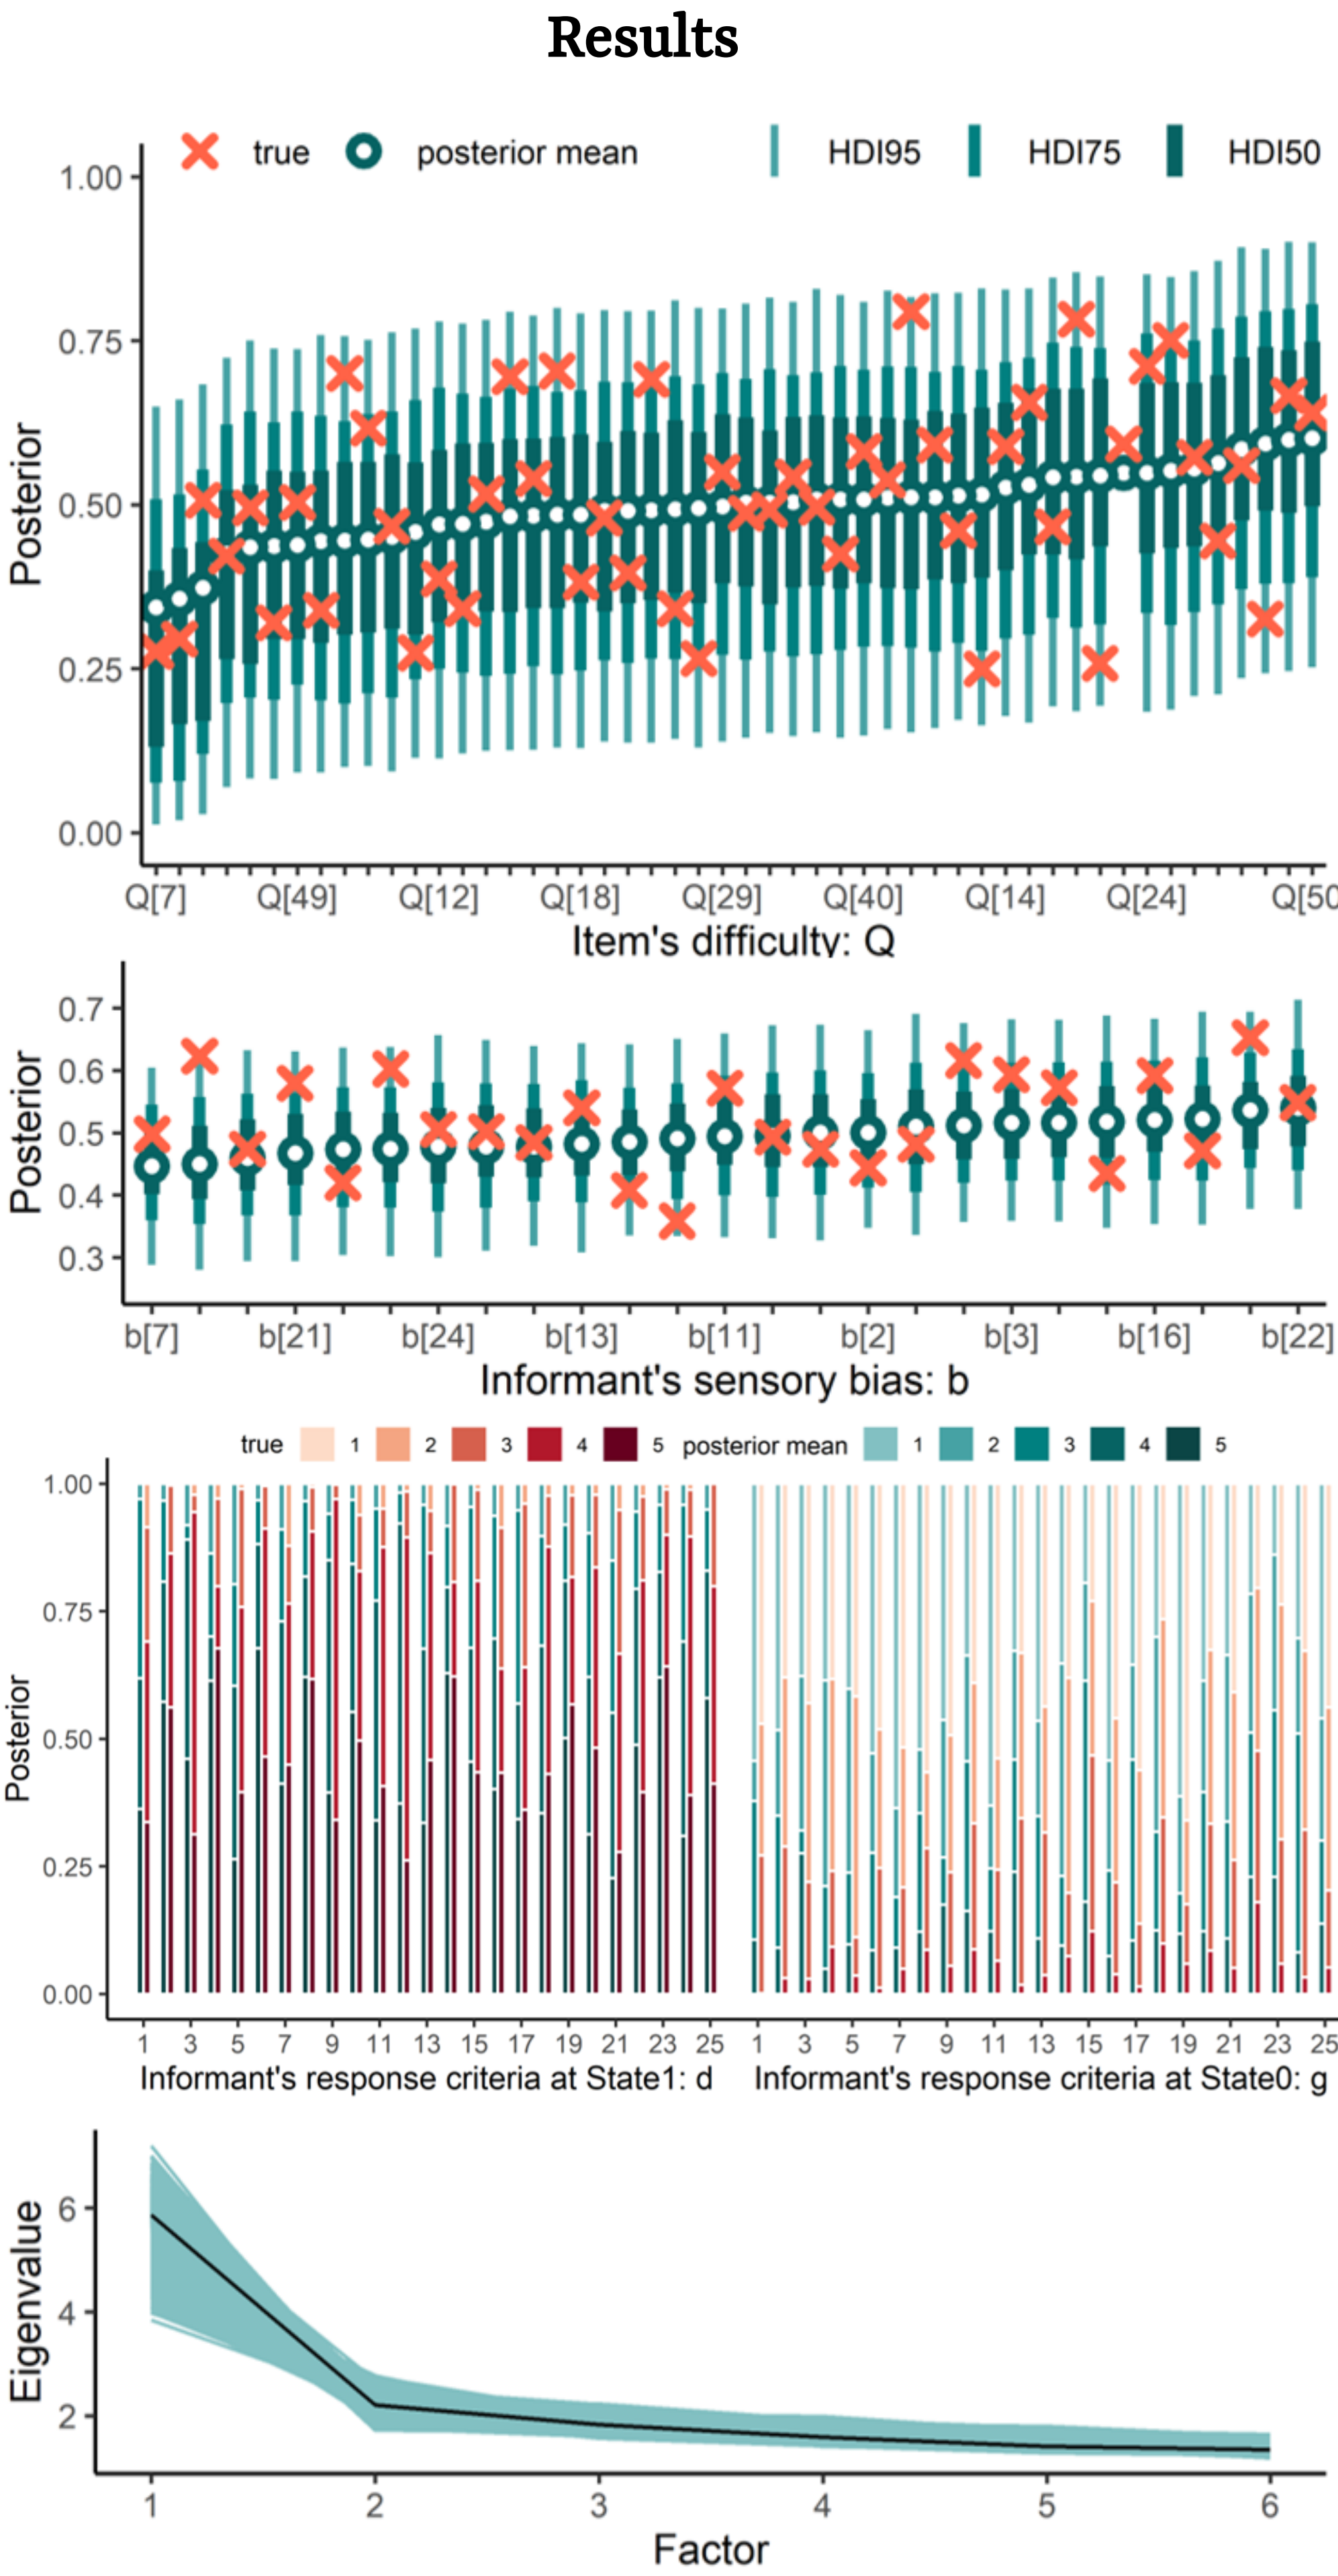 Results
true posterior mean HDI95 HDI75 HDI50
1.00
0.75
0.50
0.25
0.00
Posterior
Q[7] Q[49] Q[12] Q[18] Q[29] Q[40] Q[14] Q[24] Q[50
Item's difficulty: Q
0.7
0.6
0.5
0.4
0.3
Posterior
b[7] b[21] b[24] b[13] b[11] b[2] b[3] b[16] b[22]
Informant's sensory bias: b
true 1 2 3 4 5 posterior mean 1 2 3 4 5
1.00
0.75
0.50
0.25
0.00
Posterior
1 3 5 7 9 11 13 15 17 19 21 23 25 1 3 5 7 9 11 13 15 17 19 21 23 25
Informant's response criteria at State1: d Informant's response criteria at State0: g
6
4
2
Eigenvalue
1 2 3 4 5 6
Factor